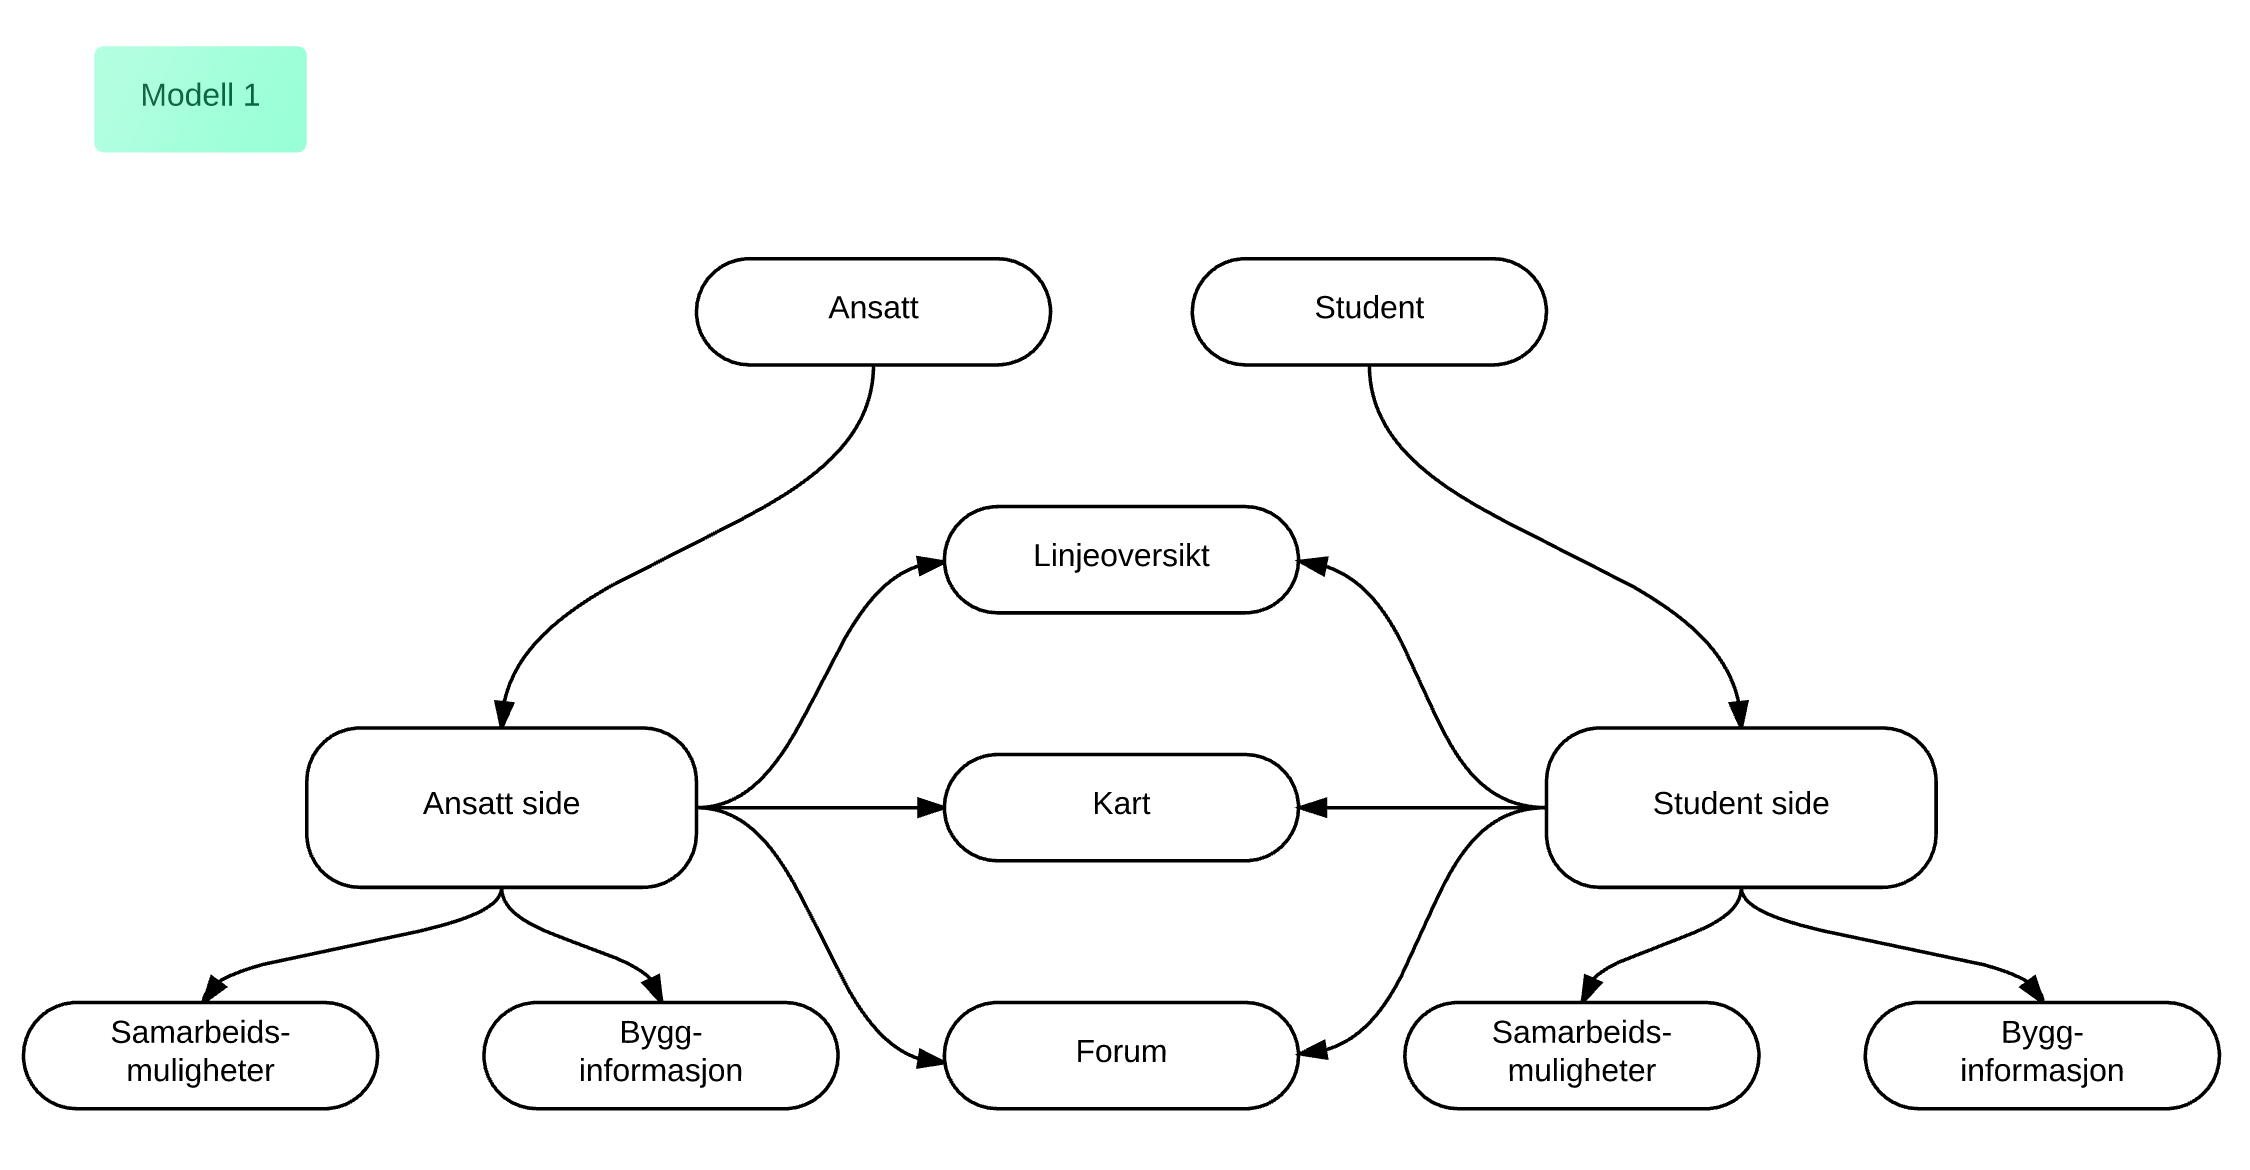 Modell 1
Ansatt
Student
Linjeoversikt
Ansatt side
Kart
Student side
Samarbeids-
muligheter
Bygg-
informasjon
Forum
Samarbeids-
muligheter
Bygg-
informasjon